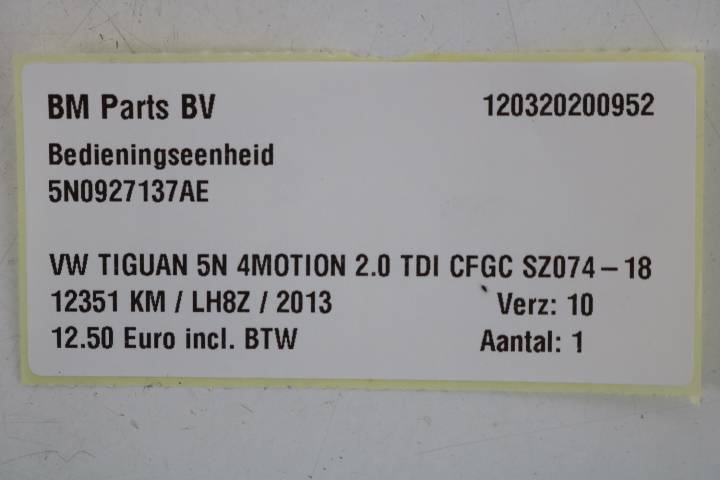 BM Parts BV 120320200952
Bedieningseenheid
5N0927137AE
VW TIGUAN 5N 4MOTION 2.0 TDI CFGC SZ074-18
12351 KM / LH8Z / 2013 Verz: 10
12.50 Euro incl. BTW Aantal: 1